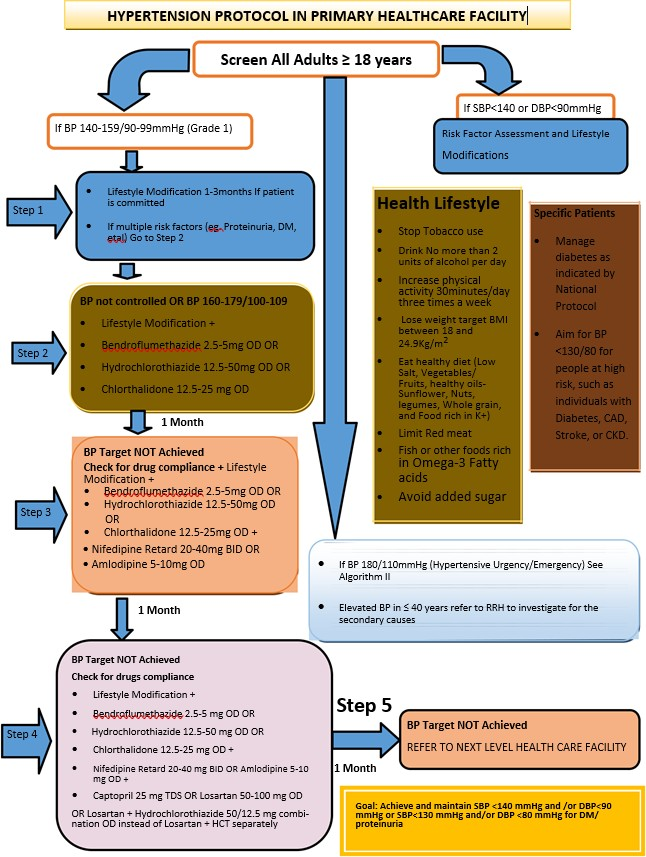 HYPERTENSION PROTOCOL IN PRIMARY HEALTHCARE FACILITY
Screen All Adults ≥ 18 years
If BP 140-159/90-99mmHg (Grade 1)
If SBP<140 or DBP<90mmHg
Risk Factor Assessment and Lifestyle
Modifications
Step 1
• Lifestyle Modification 1-3months If patient
is committed
• If multiple risk factors (eg. Proteinuria, DM,
etal) Go to Step 2
Step 2
BP not controlled OR BP 160-179/100-109
• Lifestyle Modification +
• Bendroflumethazide 2.5-5mg OD OR
• Hydrochlorothiazide 12.5-50mg OD OR
• Chlorthalidone 12.5-25 mg OD
1 Month
Step 3
BP Target NOT Achieved
Check for drug compliance + Lifestyle
Modification +
• Bendroflumethazide 2.5-5mg OD OR
• Hydrochlorothiazide 12.5-50mg OD
OR
• Chlorthalidone 12.5-25mg OD +
• Nifedipine Retard 20-40mg BID OR
• Amlodipine 5-10mg OD
1 Month
Step 4
BP Target NOT Achieved
Check for drugs compliance
• Lifestyle Modification +
• Bendroflumethazide 2.5-5 mg OD OR
• Hydrochlorothiazide 12.5-50 mg OD OR
• Chlorthalidone 12.5-25 mg OD +
• Nifedipine Retard 20-40 mg BID OR Amlodipine 5-10
mg OD +
• Captopril 25 mg TDS OR Losartan 50-100 mg OD
OR Losartan + Hydrochlorothiazide 50/12.5 mg combi-
nation OD instead of Losartan + HCT separately
Health Lifestyle
• Stop Tobacco use
• Drink No more than 2
units of alcohol per day
• Increase physical
activity 30minutes/day
three times a week
• Lose weight target BMI
between 18 and
24.9Kg/m²
• Eat healthy diet (Low
Salt, Vegetables/
Fruits, healthy oils-
Sunflower, Nuts,
legumes, Whole grain,
and Food rich in K+)
• Limit Red meat
• Fish or other foods rich
in Omega-3 Fatty
acids
• Avoid added sugar
Specific Patients
• Manage
diabetes as
indicated by
National
Protocol
• Aim for BP
<130/80 for
people at high
risk, such as
individuals with
Diabetes, CAD,
Stroke, or CKD.
• If BP 180/110mmHg (Hypertensive Urgency/Emergency) See
Algorithm II
• Elevated BP in ≤ 40 years refer to RRH to investigate for the
secondary causes
Step 5
1 Month
BP Target NOT Achieved
REFER TO NEXT LEVEL HEALTH CARE FACILITY
Goal: Achieve and maintain SBP <140 mmHg and /or DBP<90
mmHg or SBP<130 mmHg and/or DBP <80 mmHg for DM/
proteinuria